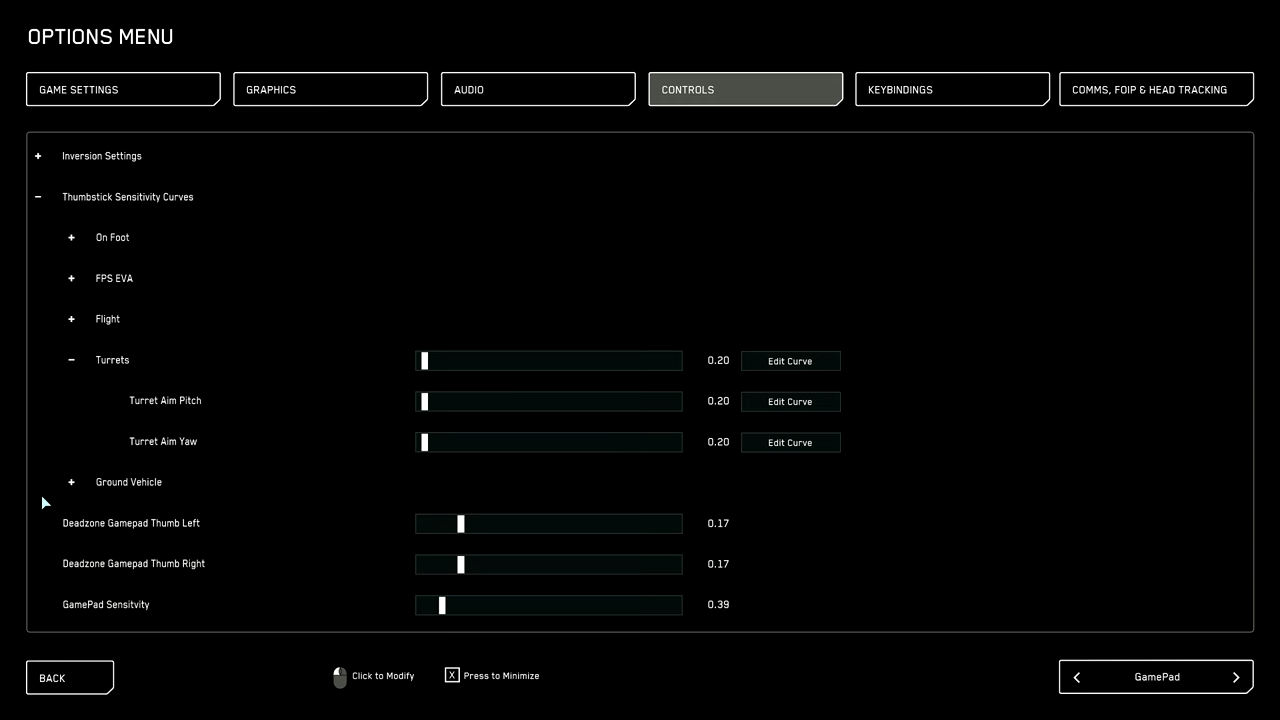 OPTIONS MENU
GAME SETTINGS
GRAPHICS
AUDIO
CONTROLS
KEYBINDINGS
COMMS, FOIP & HEAD TRACKING
+ Inversion Settings
- Thumbstick Sensitivity Curves
+ On Foot
+ FPS EVA
+ Flight
- Turrets 0.20 Edit Curve
Turret Aim Pitch 0.20 Edit Curve
Turret Aim Yaw 0.20 Edit Curve
+ Ground Vehicle
Deadzone Gamepad Thumb Left 0.17
Deadzone Gamepad Thumb Right 0.17
GamePad Sensitvity 0.39
BACK
Click to Modify
X Press to Minimize
< GamePad >